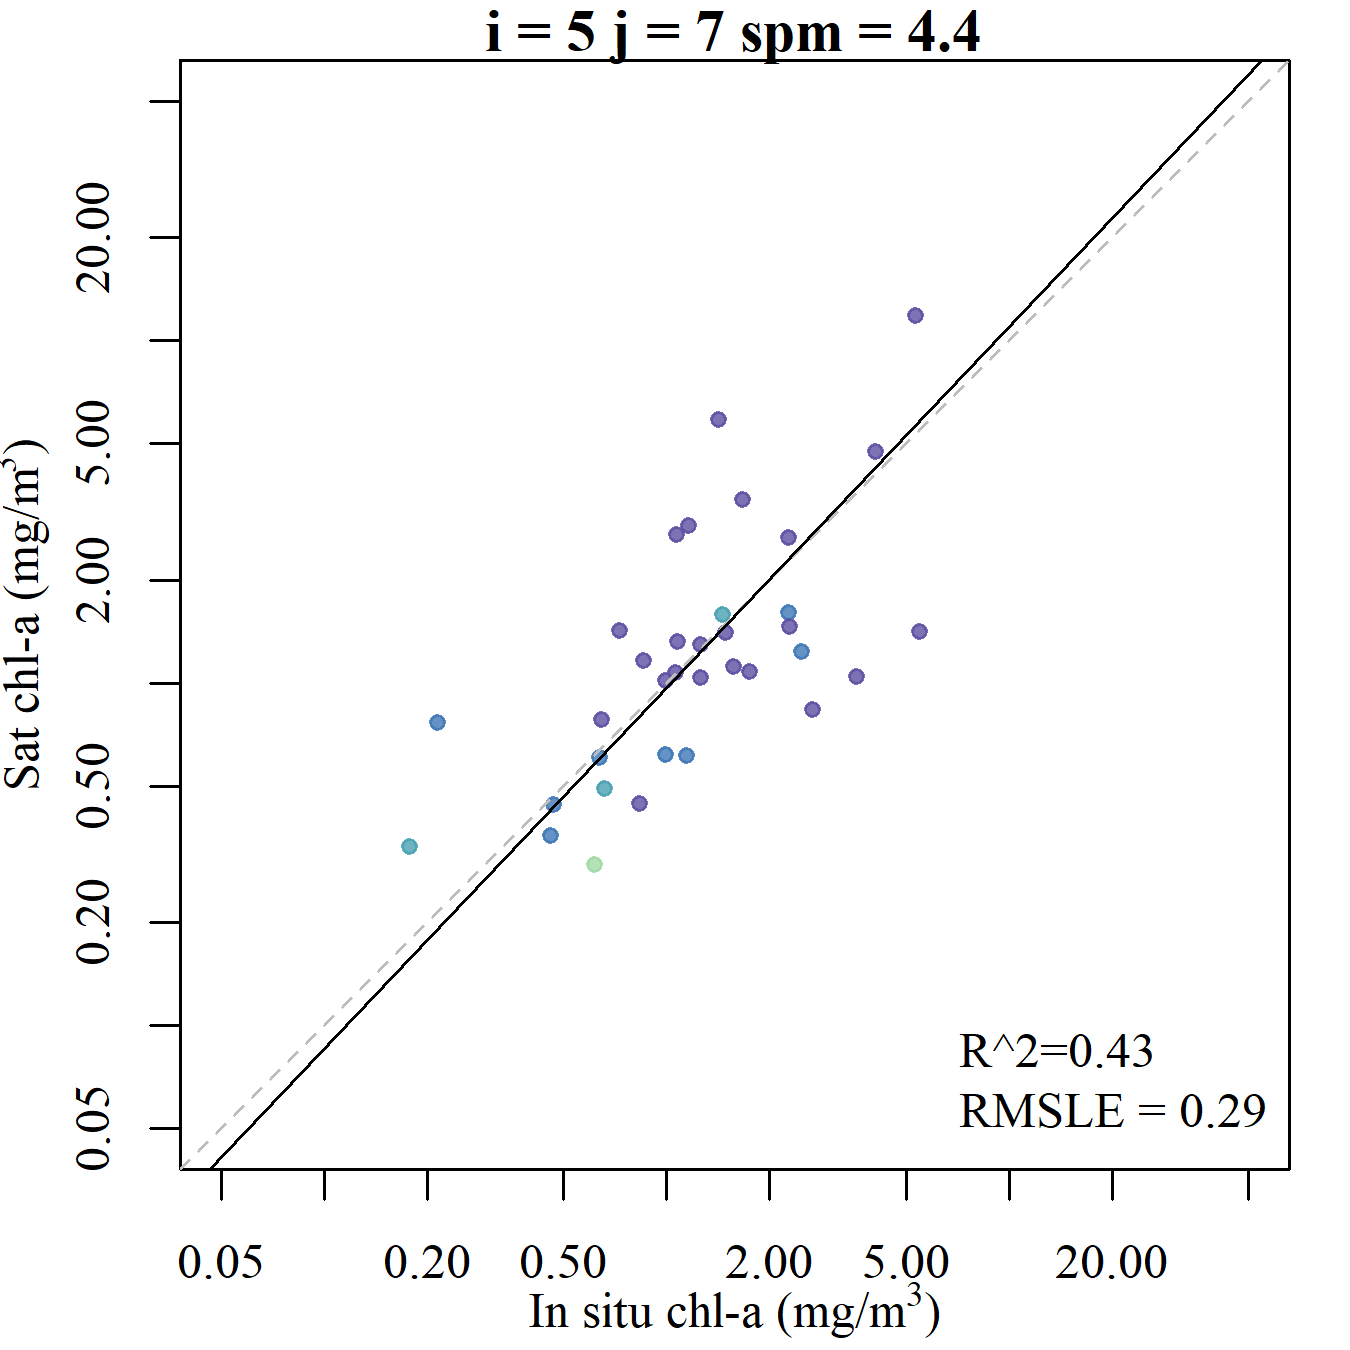 i = 5 j = 7 spm = 4.4
20.00
5.00
2.00
0.50
0.20
0.05
Sat chl-a (mg/m³)
R^2=0.43
RMSLE = 0.29
0.05 0.20 0.50 2.00 5.00 20.00
In situ chl-a (mg/m³)